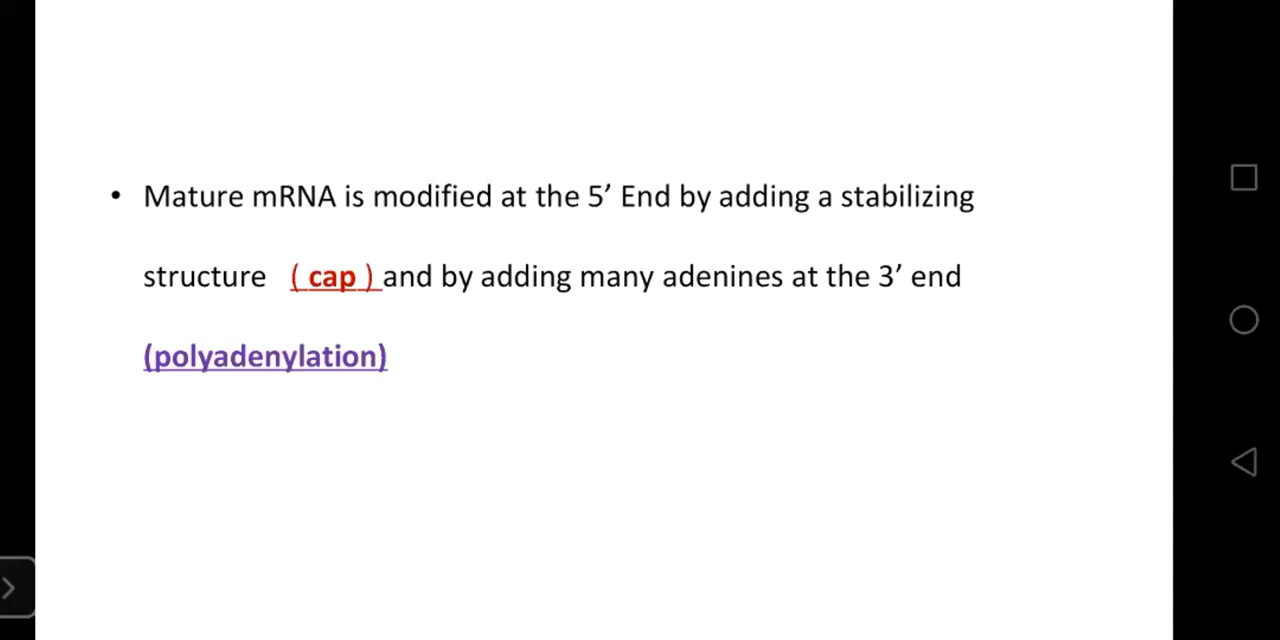 • Mature mRNA is modified at the 5’ End by adding a stabilizing
structure ( cap ) and by adding many adenines at the 3’ end
(polyadenylation)